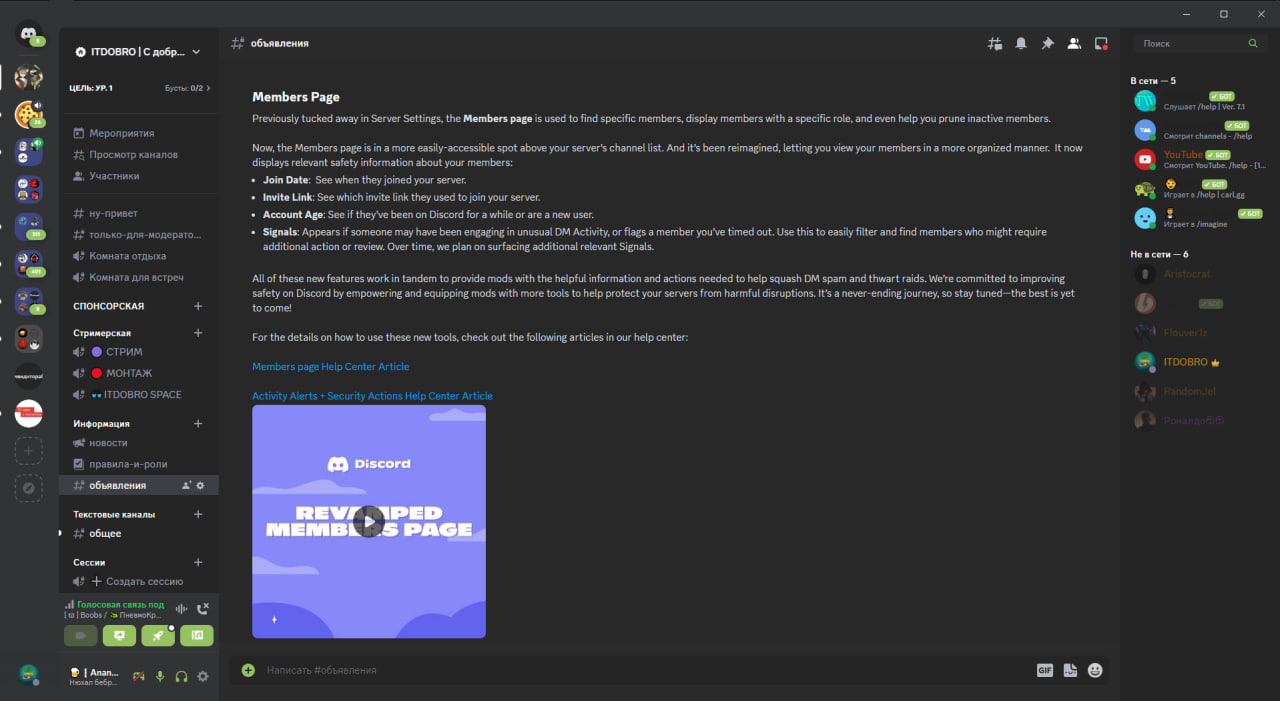 ITDOBRO | С добр...
ЦЕЛЬ: УР. 1
Бусты: 0/2
Мероприятия
Просмотр каналов
Участники
ну-привет
только-для-модерато...
Комната отдыха
Комната для встреч
СПОНСОРСКАЯ
Стримерская
СТРИМ
МОНТАЖ
ITDOBRO SPACE
Информация
новости
правила-и-роли
объявления
Текстовые каналы
общее
Сессии
Создать сессию
Голосовая связь под
Boobs / ПневмоКр...
| Anan...
Нюхал бебр...
объявления
Members Page
Previously tucked away in Server Settings, the Members page is used to find specific members, display members with a specific role, and even help you prune inactive members.
Now, the Members page is in a more easily-accessible spot above your server's channel list. And it's been reimagined, letting you view your members in a more organized manner. It now
displays relevant safety information about your members:
• Join Date: See when they joined your server.
• Invite Link: See which invite link they used to join your server.
• Account Age: See if they've been on Discord for a while or are a new user.
• Signals: Appears if someone may have been engaging in unusual DM Activity, or flags a member you've timed out. Use this to easily filter and find members who might require
additional action or review. Over time, we plan on surfacing additional relevant Signals.
All of these new features work in tandem to provide mods with the helpful information and actions needed to help squash DM spam and thwart raids. We're committed to improving
safety on Discord by empowering and equipping mods with more tools to help protect your servers from harmful disruptions. It's a never-ending journey, so stay tuned—the best is yet
to come!
For the details on how to use these new tools, check out the following articles in our help center:
Members page Help Center Article
Activity Alerts + Security Actions Help Center Article
Discord
REVAMPED
MEMBERS PAGE
Написать #объявления
GIF
Поиск
В сети — 5
БОТ
Слушает /help | Ver. 7.1
БОТ
Смотрит channels - /help
YouTube БОТ
Смотрит YouTube. /help - [1...
БОТ
Играет в /help | carl.gg
БОТ
Играет в /imagine
Не в сети — 6
Aristocrat
БОТ
Flouver1z
ITDOBRO
RandomJel
Роналдо